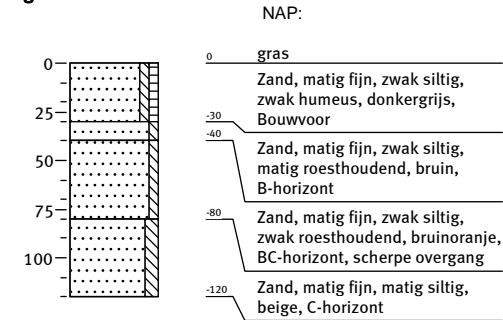 NAP:
0
25
50
75
100
0
gras
Zand, matig fijn, zwak siltig,
zwak humeus, donkergrijs,
Bouwvoor
-30
-40
Zand, matig fijn, zwak siltig,
matig roesthoudend, bruin,
B-horizont
-80
Zand, matig fijn, zwak siltig,
zwak roesthoudend, bruinoranje,
BC-horizont, scherpe overgang
-120
Zand, matig fijn, matig siltig,
beige, C-horizont